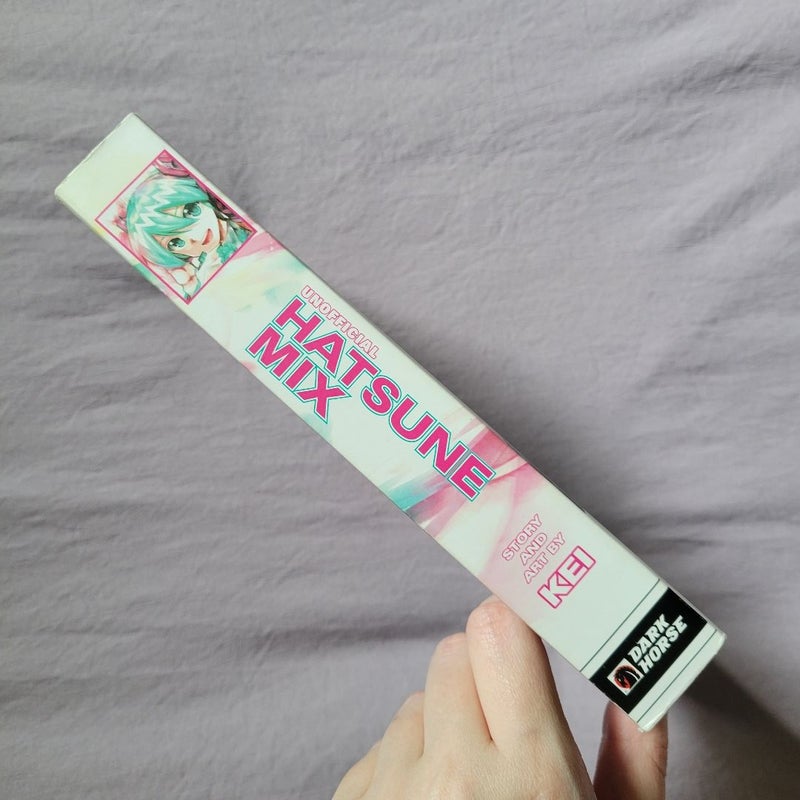 UNOFFICIAL
HATSUNE
MIX
STORY
AND
ART BY
KEI
DARK
HORSE